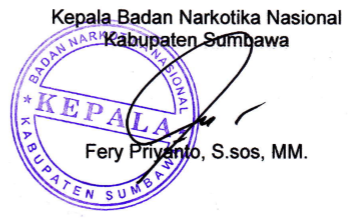 Kepala Badan Narkotika Nasional
Kabupaten Sumbawa
BADAN NARKOTIKA NASIONAL
* KEPALA *
KABUPATEN SUMBAWA
Fery Priyanto, S.sos, MM.